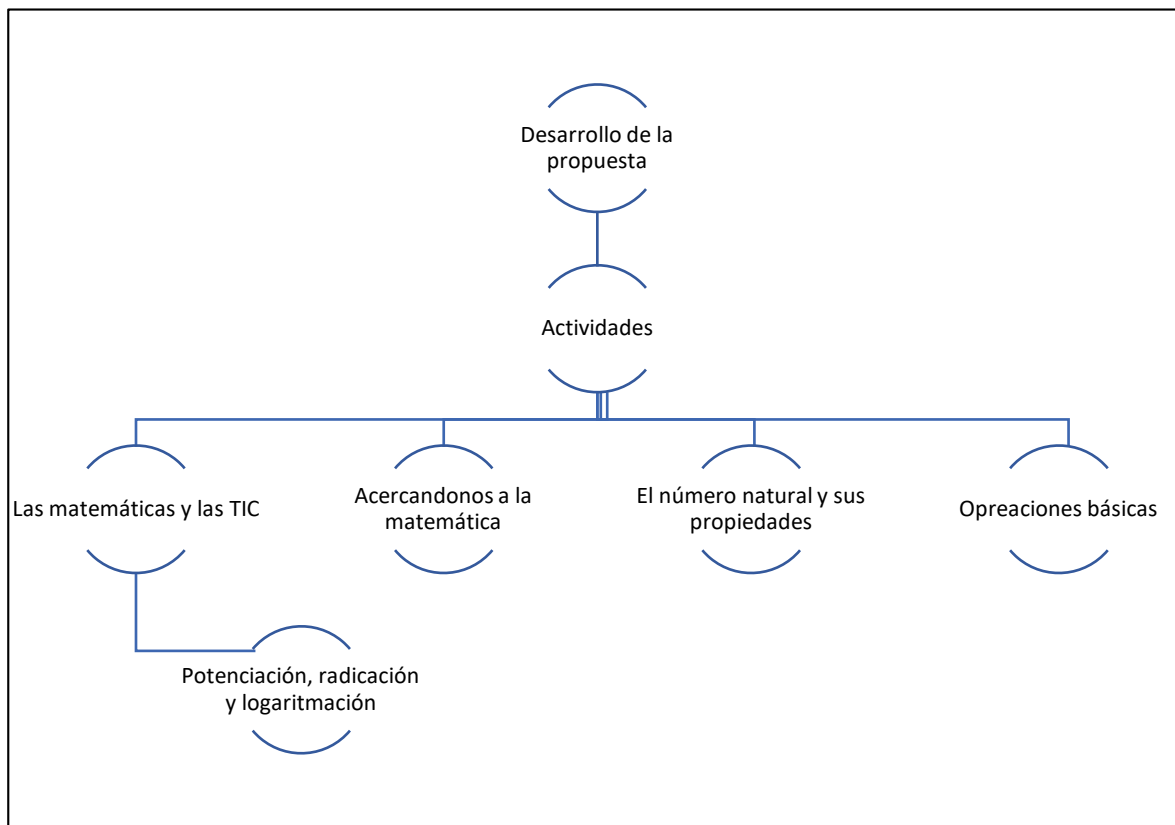 Desarrollo de la
propuesta
Actividades
Las matemáticas y las TIC
Acercandonos a la
matemática
El número natural y sus
propiedades
Opreaciones básicas
Potenciación, radicación
y logaritmación